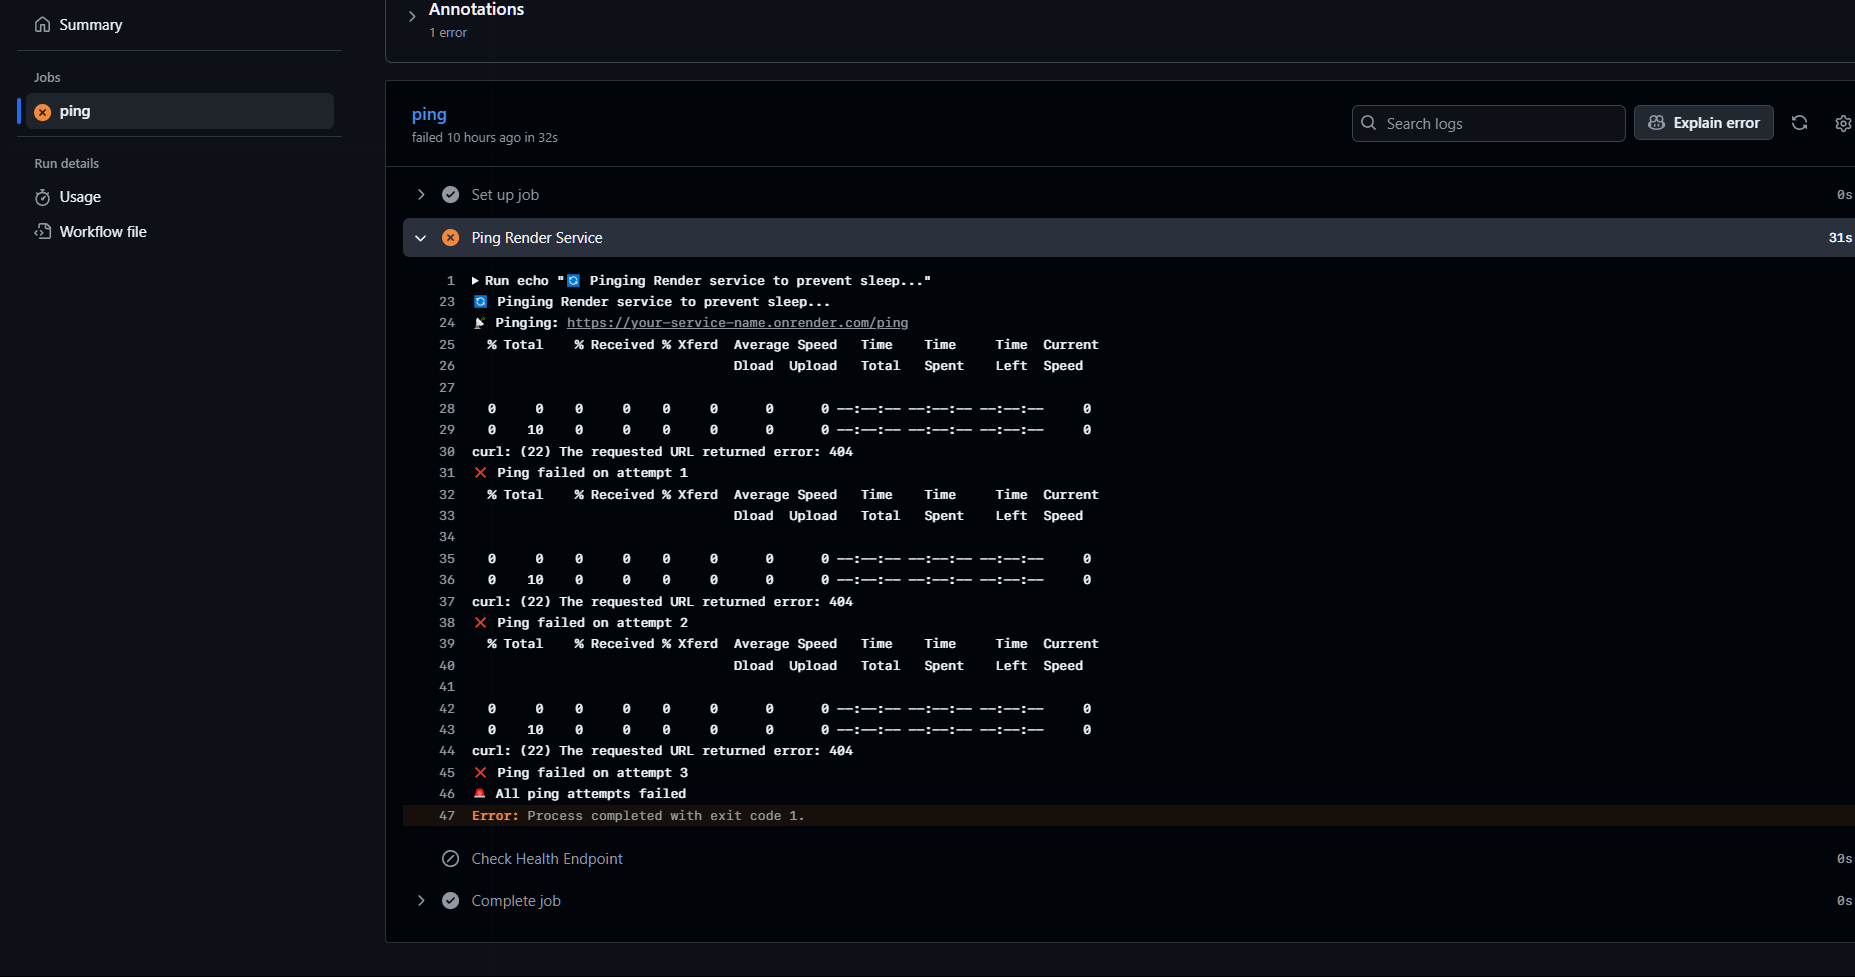 Summary
Jobs
ping
Run details
Usage
Workflow file
Annotations
1 error
ping
failed 10 hours ago in 32s
Search logs
Explain error
Set up job 0s
Ping Render Service 31s
1 Run echo "🔄 Pinging Render service to prevent sleep..."
23 🔄 Pinging Render service to prevent sleep...
24 📡 Pinging: https://your-service-name.onrender.com/ping
25 % Total % Received % Xferd Average Speed Time Time Time Current
26 Dload Upload Total Spent Left Speed
27
28 0 0 0 0 0 0 0 0 --:--:-- --:--:-- --:--:-- 0
29 0 10 0 0 0 0 0 0 --:--:-- --:--:-- --:--:-- 0
30 curl: (22) The requested URL returned error: 404
31 ❌ Ping failed on attempt 1
32 % Total % Received % Xferd Average Speed Time Time Time Current
33 Dload Upload Total Spent Left Speed
34
35 0 0 0 0 0 0 0 0 --:--:-- --:--:-- --:--:-- 0
36 0 10 0 0 0 0 0 0 --:--:-- --:--:-- --:--:-- 0
37 curl: (22) The requested URL returned error: 404
38 ❌ Ping failed on attempt 2
39 % Total % Received % Xferd Average Speed Time Time Time Current
40 Dload Upload Total Spent Left Speed
41
42 0 0 0 0 0 0 0 0 --:--:-- --:--:-- --:--:-- 0
43 0 10 0 0 0 0 0 0 --:--:-- --:--:-- --:--:-- 0
44 curl: (22) The requested URL returned error: 404
45 ❌ Ping failed on attempt 3
46 🚨 All ping attempts failed
47 Error: Process completed with exit code 1.
Check Health Endpoint 0s
Complete job 0s